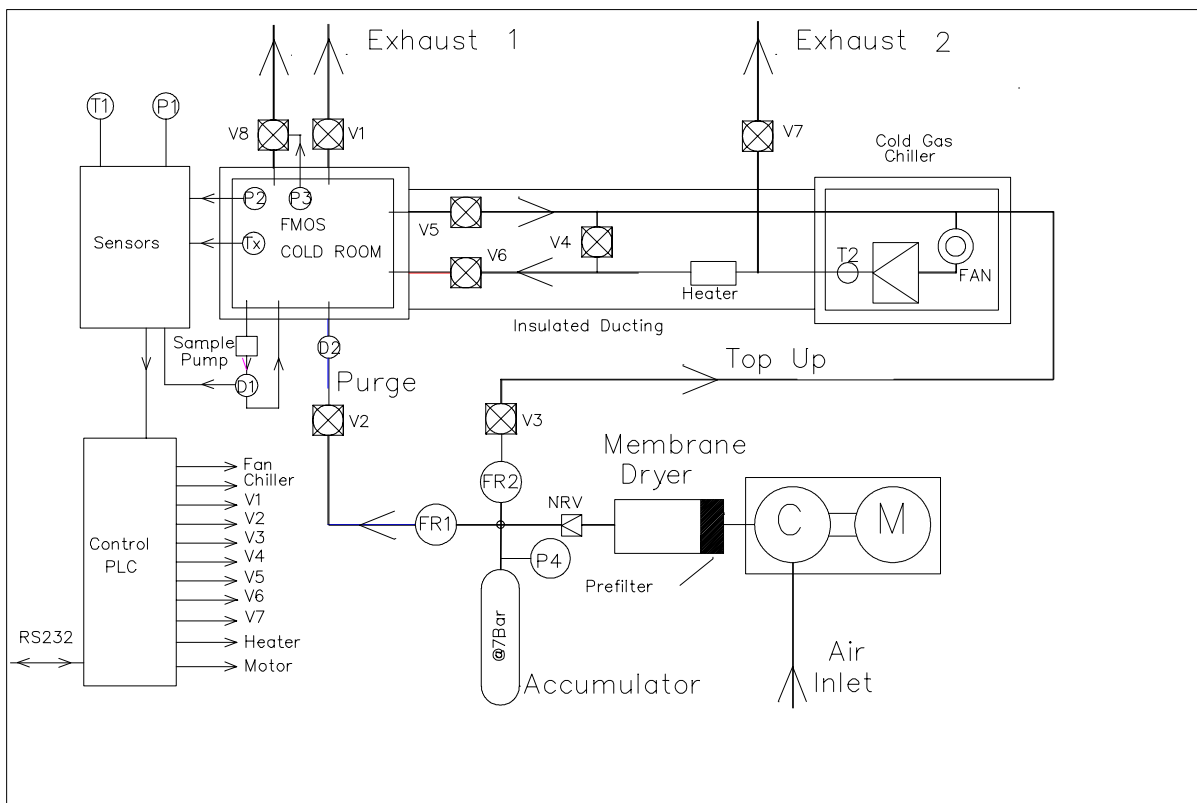 Exhaust 1
Exhaust 2
T1
P1
V8
V1
V7
Cold Gas
Chiller
P2
P3
FMOS
Tx
COLD ROOM
Sensors
V5
V4
V6
T2
FAN
Heater
Insulated Ducting
Sample
Pump
D1
D2
Purge
V2
Top Up
V3
Membrane
Dryer
FR2
NRV
FR1
C
M
P4
Prefilter
@7Bar
Accumulator
Air
Inlet
Control
PLC
Fan
Chiller
V1
V2
V3
V4
V5
V6
V7
Heater
Motor
RS232